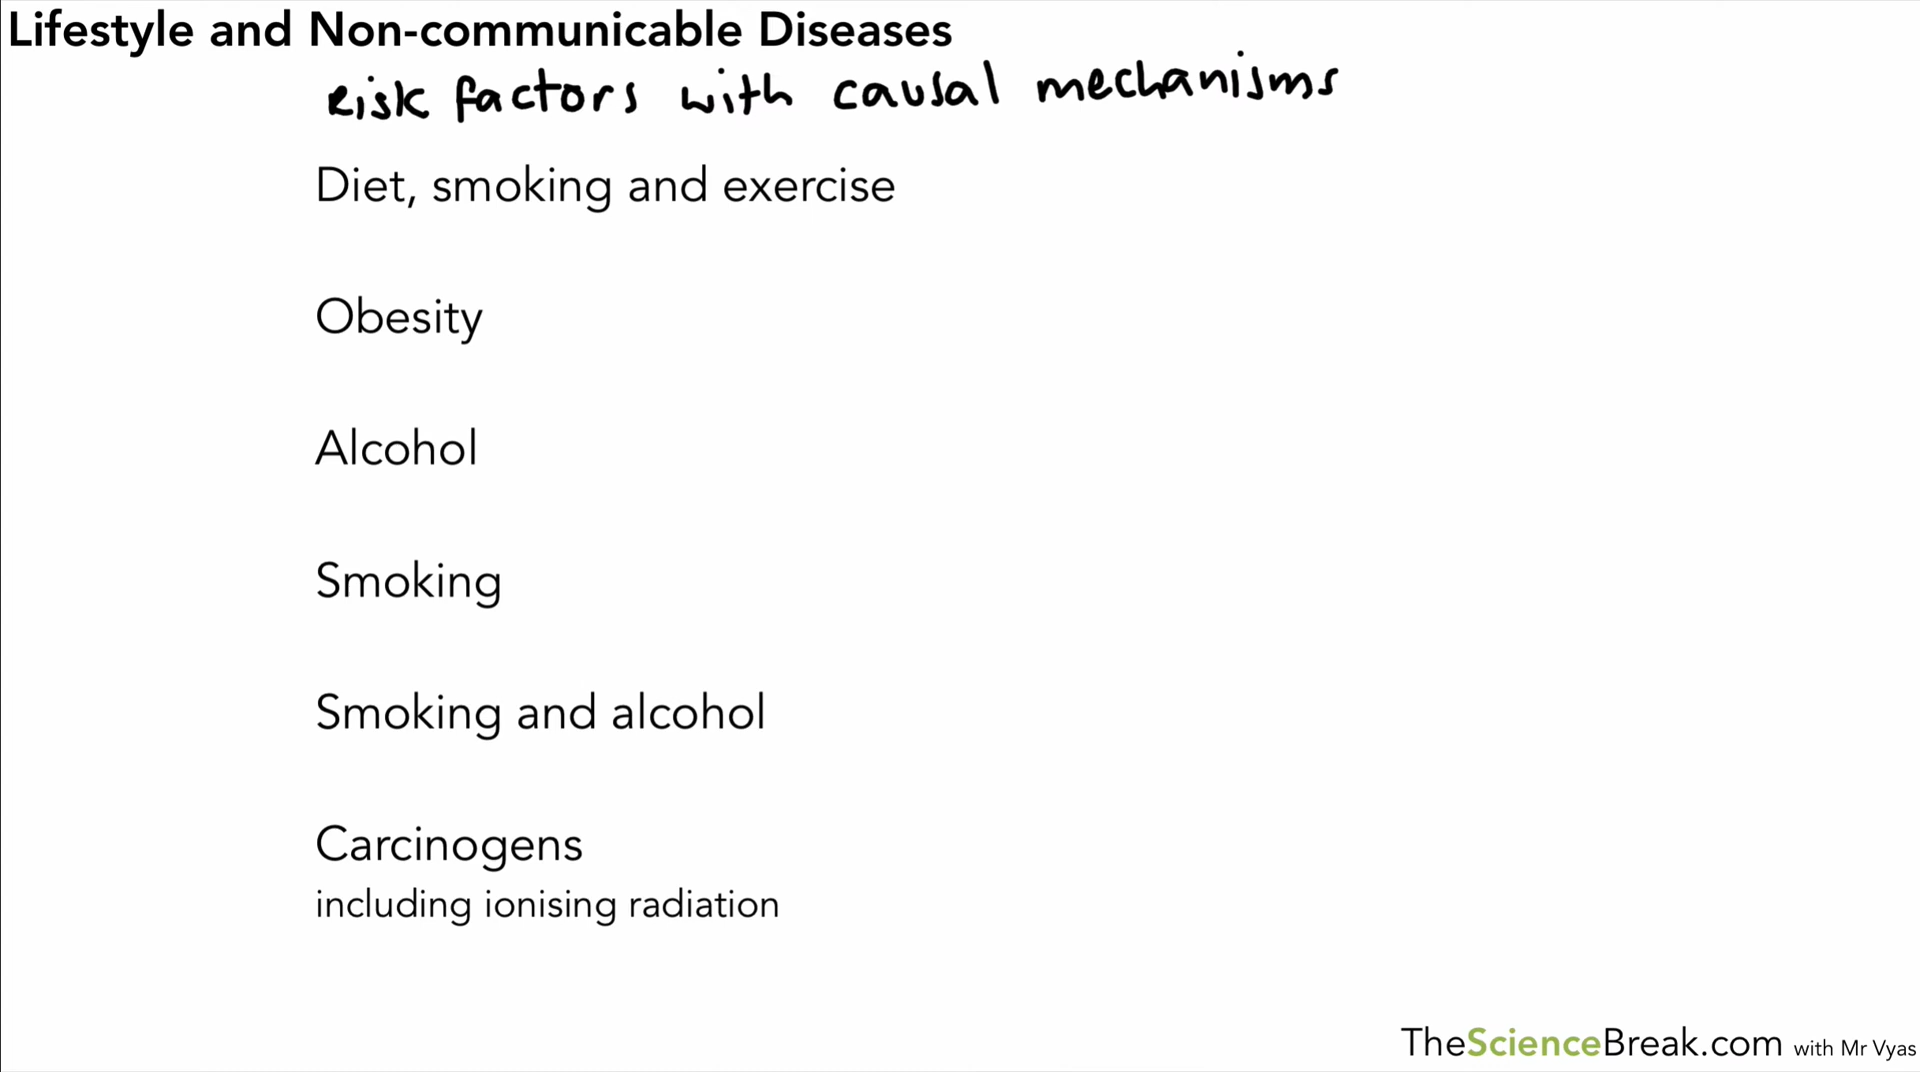 Lifestyle and Non-communicable Diseases
risk factors with causal mechanisms
Diet, smoking and exercise
Obesity
Alcohol
Smoking
Smoking and alcohol
Carcinogens
including ionising radiation
TheScienceBreak.com with Mr Vyas